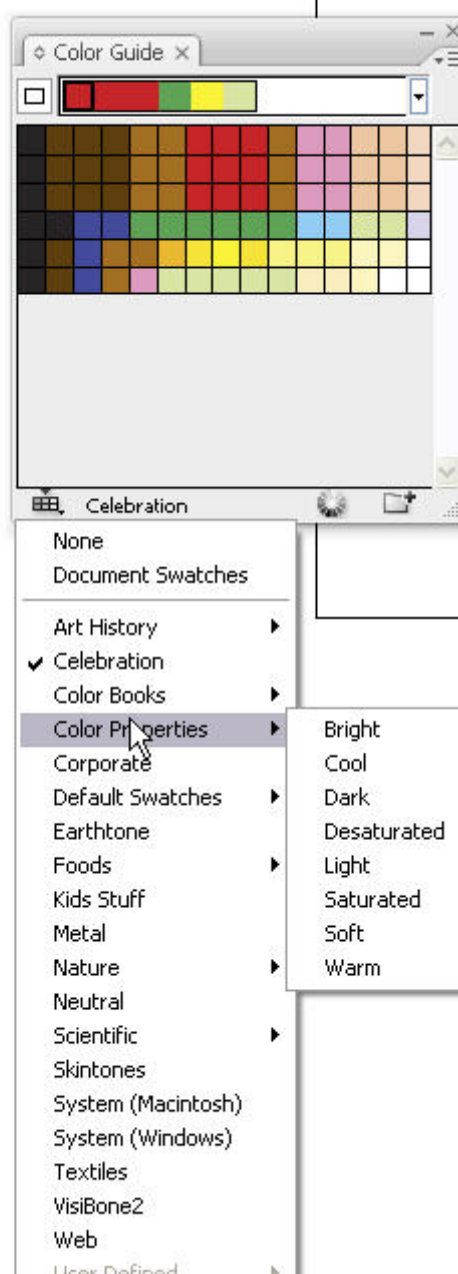 Color Guide
Celebration
None
Document Swatches
Art History
Celebration
Color Books
Color Properties
Corporate
Default Swatches
Earthtone
Foods
Kids Stuff
Metal
Nature
Neutral
Scientific
Skintones
System (Macintosh)
System (Windows)
Textiles
VisiBone2
Web
User Defined
Bright
Cool
Dark
Desaturated
Light
Saturated
Soft
Warm